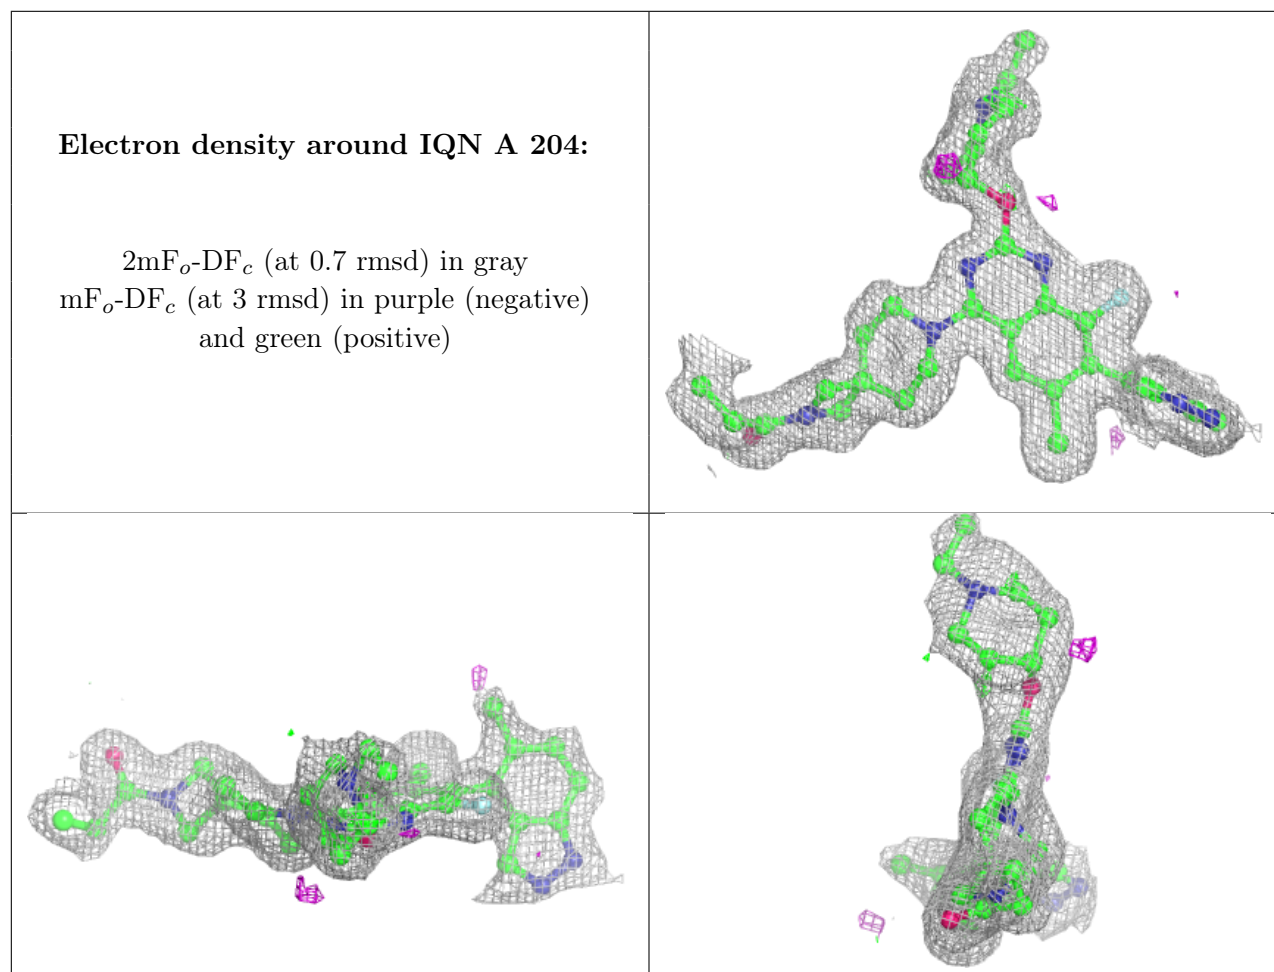 Electron density around IQN A 204:
2mFₒ-DF𝒸 (at 0.7 rmsd) in gray
mFₒ-DF𝒸 (at 3 rmsd) in purple (negative)
and green (positive)